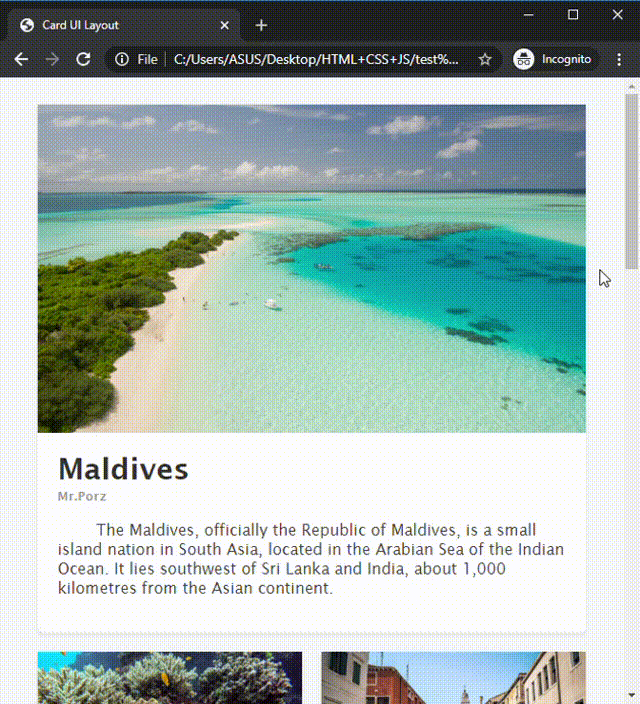 Card UI Layout
File
C:/Users/ASUS/Desktop/HTML+CSS+JS/test%...
Incognito
Maldives
Mr.Porz
The Maldives, officially the Republic of Maldives, is a small
island nation in South Asia, located in the Arabian Sea of the Indian
Ocean. It lies southwest of Sri Lanka and India, about 1,000
kilometres from the Asian continent.